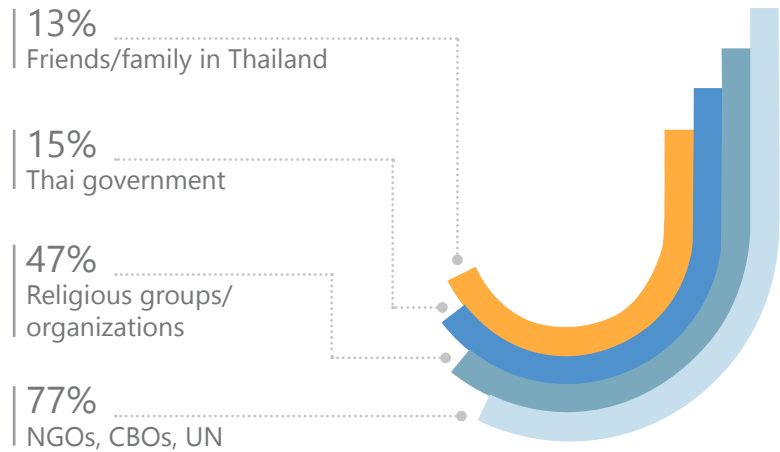 13%
Friends/family in Thailand
15%
Thai government
47%
Religious groups/
organizations
77%
NGOs, CBOs, UN